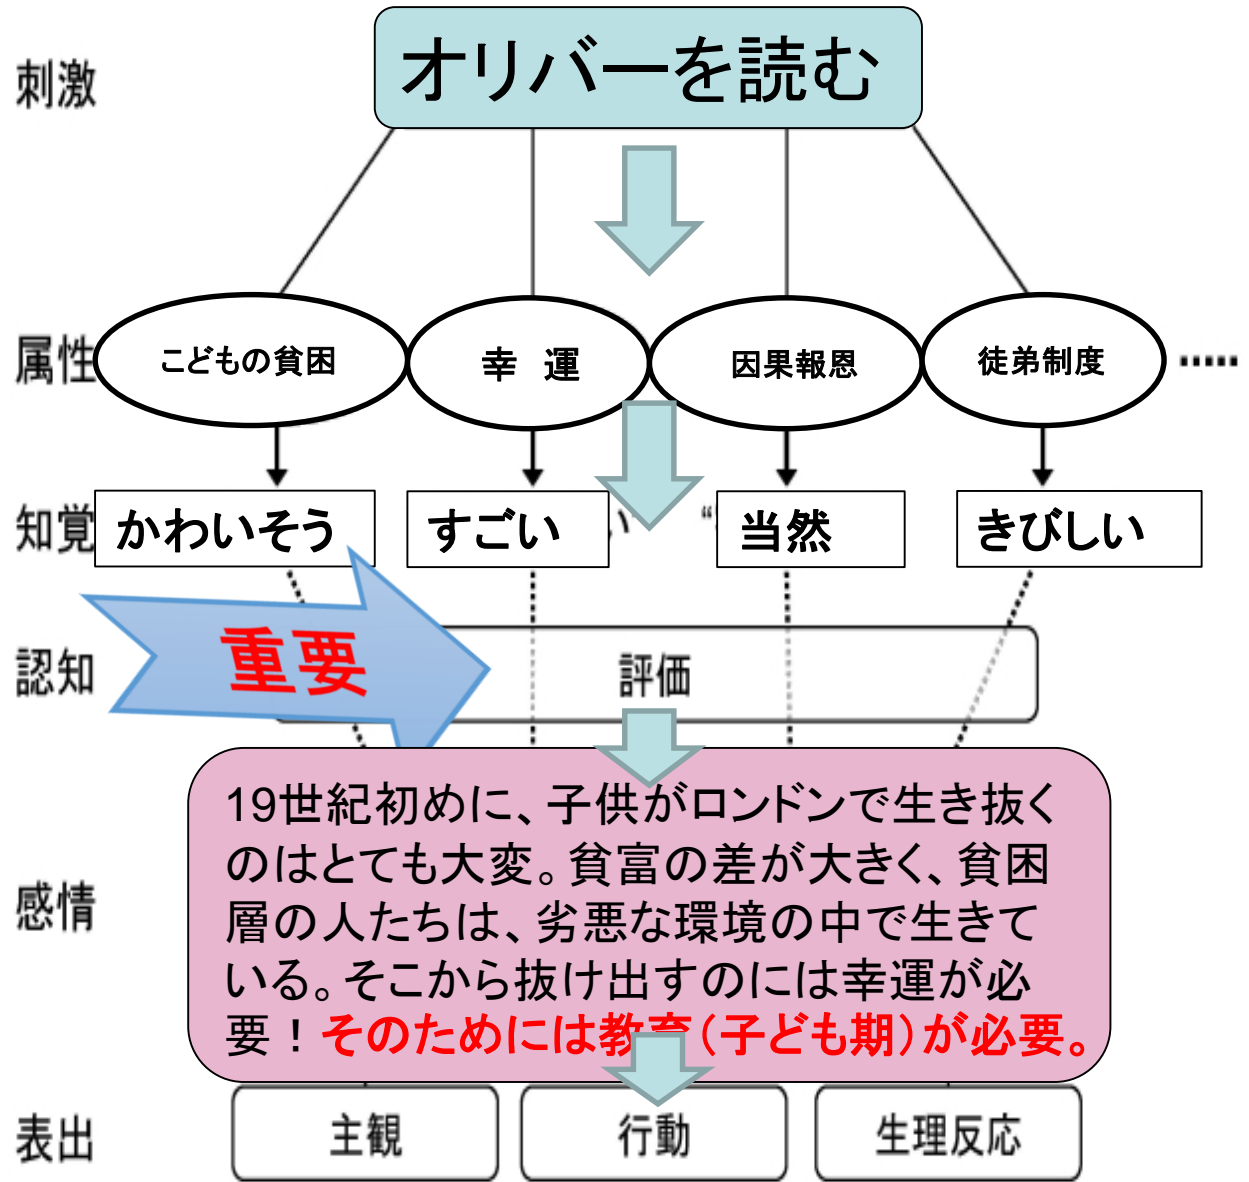 刺激
オリバーを読む
属性
こどもの貧困
幸 運
因果報恩
徒弟制度
.....
知覚
かわいそう
すごい
当然
きびしい
重要
認知
評価
感情
19世紀初めに、子供がロンドンで生き抜く
のはとても大変。貧富の差が大きく、貧困
層の人たちは、劣悪な環境の中で生きて
いる。そこから抜け出すのには幸運が必
要！そのためには教育（子ども期）が必要。
表出
主観
行動
生理反応